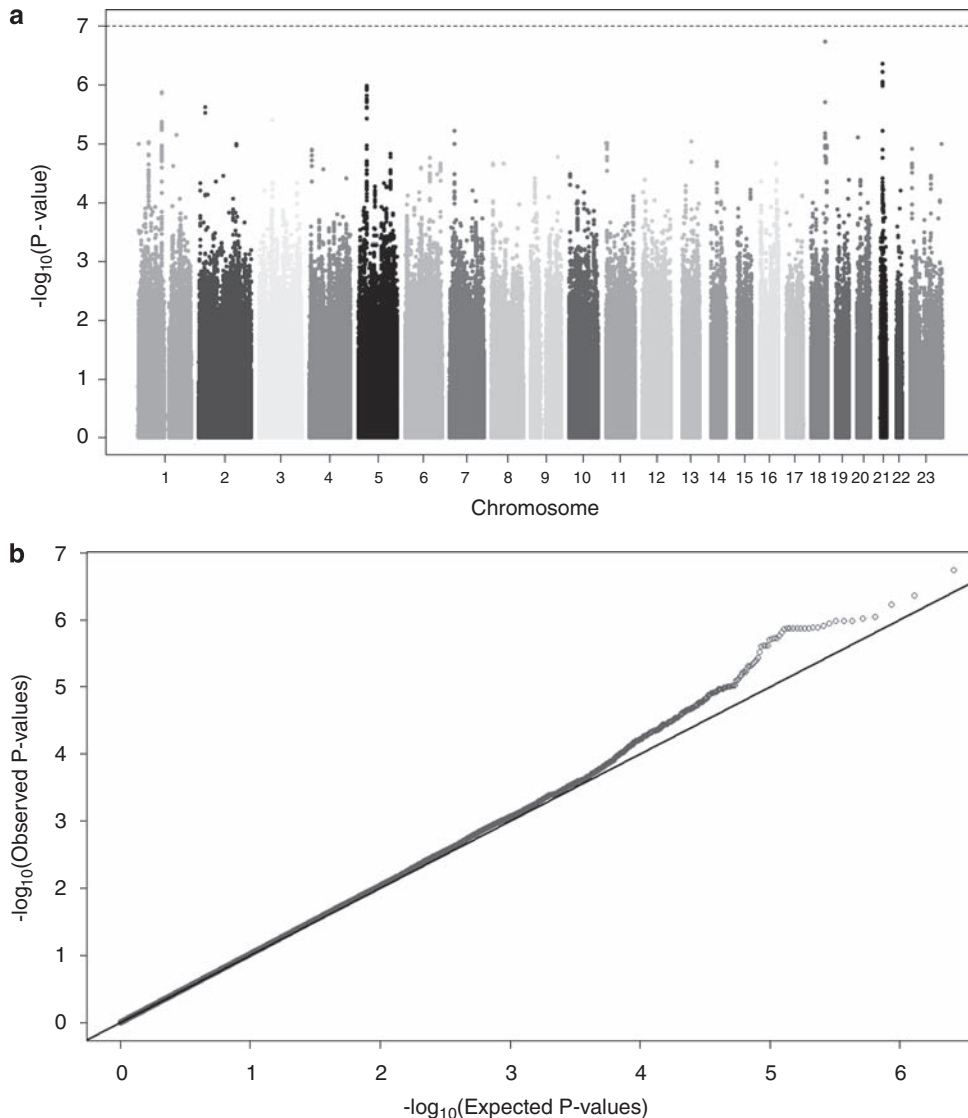 a
7
6
5
4
3
2
1
0
-log10(P-value)
1 2 3 4 5 6 7 8 9 10 11 12 13 14 15 16 17 18 19 20 21 22 23
Chromosome
b
7
6
5
4
3
2
1
0
-log10(Observed P-values)
0 1 2 3 4 5 6
-log10(Expected P-values)